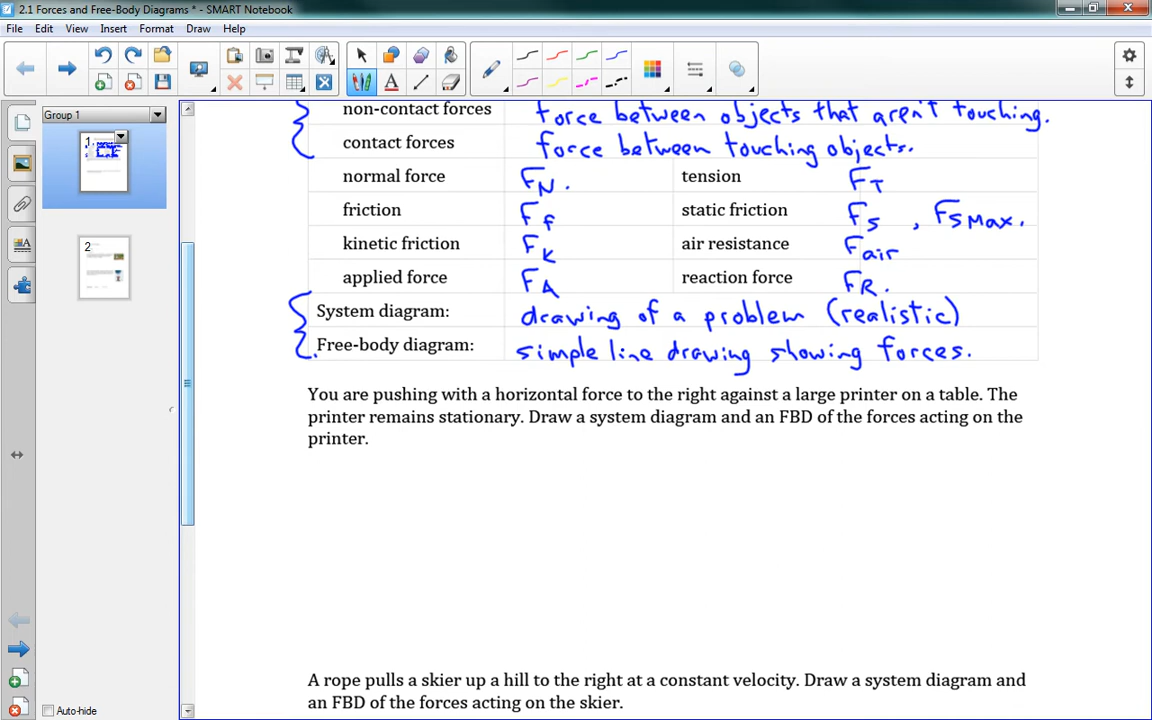 2.1 Forces and Free-Body Diagrams * - SMART Notebook
File Edit View Insert Format Draw Help
Group 1
1
2
non-contact forces force between objects that aren't touching.
contact forces force between touching objects.
normal force FN. tension FT
friction Ff static friction Fs , Fs Max.
kinetic friction FK air resistance Fair
applied force FA reaction force FR.
System diagram: drawing of a problem (realistic)
Free-body diagram: simple line drawing showing forces.
You are pushing with a horizontal force to the right against a large printer on a table. The
printer remains stationary. Draw a system diagram and an FBD of the forces acting on the
printer.
A rope pulls a skier up a hill to the right at a constant velocity. Draw a system diagram and
an FBD of the forces acting on the skier.
Auto-hide